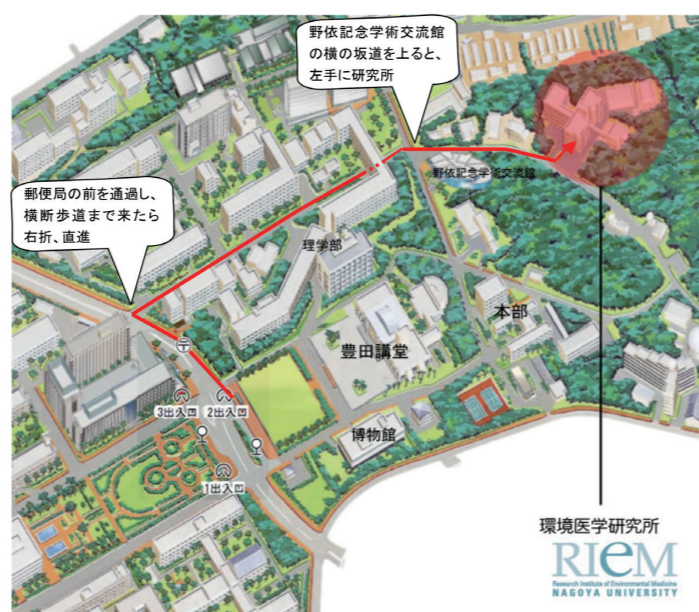 野依記念学術交流館
の横の坂道を上ると、
左手に研究所
野依記念学術交流館
郵便局の前を通過し、
横断歩道まで来たら
右折、直進
理学部
本部
豊田講堂
3出入口
2出入口
博物館
1出入口
環境医学研究所
RIeM
Research Institute of Environmental Medicine
NAGOYA UNIVERSITY